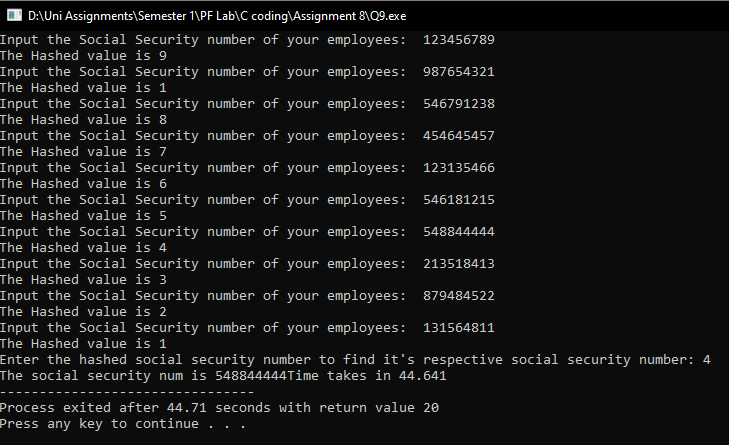 D:\Uni Assignments\Semester 1\PF Lab\C coding\Assignment 8\Q9.exe
Input the Social Security number of your employees:  123456789
The Hashed value is 9
Input the Social Security number of your employees:  987654321
The Hashed value is 1
Input the Social Security number of your employees:  546791238
The Hashed value is 8
Input the Social Security number of your employees:  454645457
The Hashed value is 7
Input the Social Security number of your employees:  123135466
The Hashed value is 6
Input the Social Security number of your employees:  546181215
The Hashed value is 5
Input the Social Security number of your employees:  548844444
The Hashed value is 4
Input the Social Security number of your employees:  213518413
The Hashed value is 3
Input the Social Security number of your employees:  879484522
The Hashed value is 2
Input the Social Security number of your employees:  131564811
The Hashed value is 1
Enter the hashed social security number to find it's respective social security number: 4
The social security num is 548844444Time takes in 44.641
--------------------------------
Process exited after 44.71 seconds with return value 20
Press any key to continue . . .